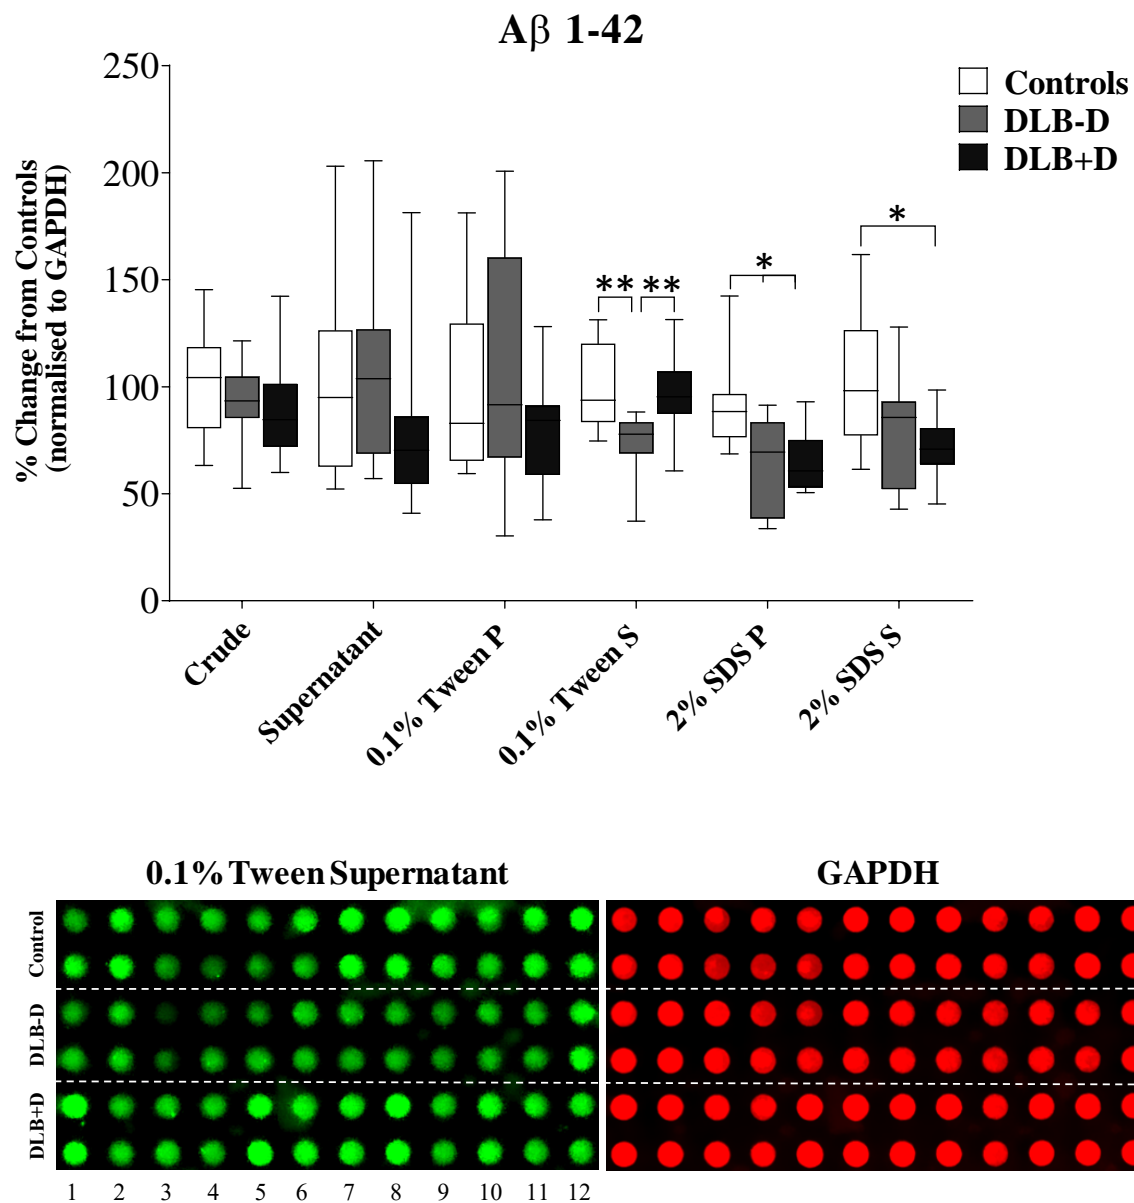 Aβ 1-42
% Change from Controls
(normalised to GAPDH)
250
200
150
100
50
0
Controls
DLB-D
DLB+D
** **
*
*
Crude
Supernatant
0.1% Tween P
0.1% Tween S
2% SDS P
2% SDS S
0.1% Tween Supernatant
GAPDH
Control
DLB-D
DLB+D
1 2 3 4 5 6 7 8 9 10 11 12